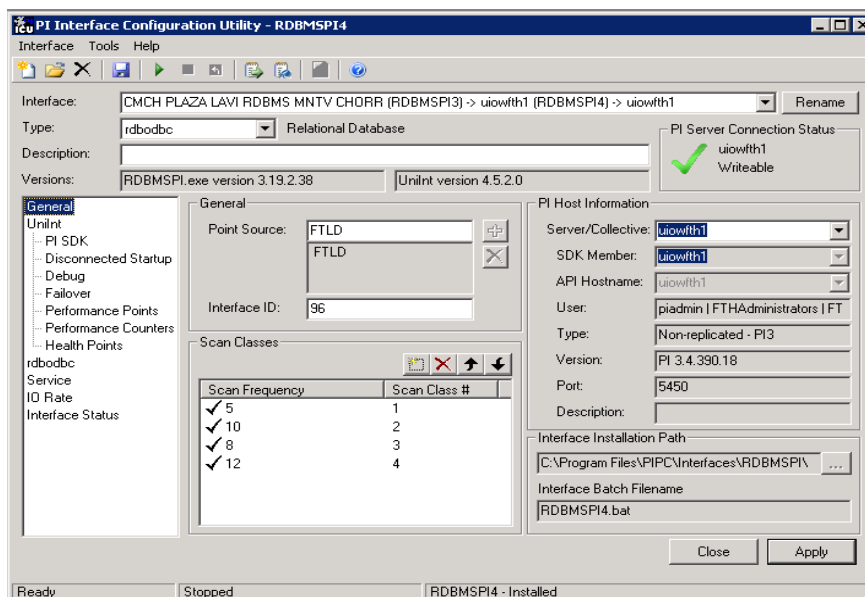 PI Interface Configuration Utility - RDBMSPI4
Interface Tools Help
Interface: CMCH PLAZA LAVI RDBMS MNTV CHORR (RDBMSPI3) -> uiowfth1 (RDBMSPI4) -> uiowfth1 Rename
Type: rdbodbc Relational Database
PI Server Connection Status
uiowfth1
Writeable
Description:
Versions: RDBMSPI.exe version 3.19.2.38 UniInt version 4.5.2.0
General
UniInt
PI SDK
Disconnected Startup
Debug
Failover
Performance Points
Performance Counters
Health Points
rdbodbc
Service
IO Rate
Interface Status
General
Point Source: FTLD
FTLD
Interface ID: 96
Scan Classes
Scan Frequency Scan Class #
5 1
10 2
8 3
12 4
PI Host Information
Server/Collective: uiowfth1
SDK Member: uiowfth1
API Hostname: uiowfth1
User: piadmin | FTHAdministrators | FT
Type: Non-replicated - PI3
Version: PI 3.4.390.18
Port: 5450
Description:
Interface Installation Path
C:\Program Files\PIPC\Interfaces\RDBMSPI\ ...
Interface Batch Filename
RDBMSPI4.bat
Close Apply
Ready Stopped RDBMSPI4 - Installed